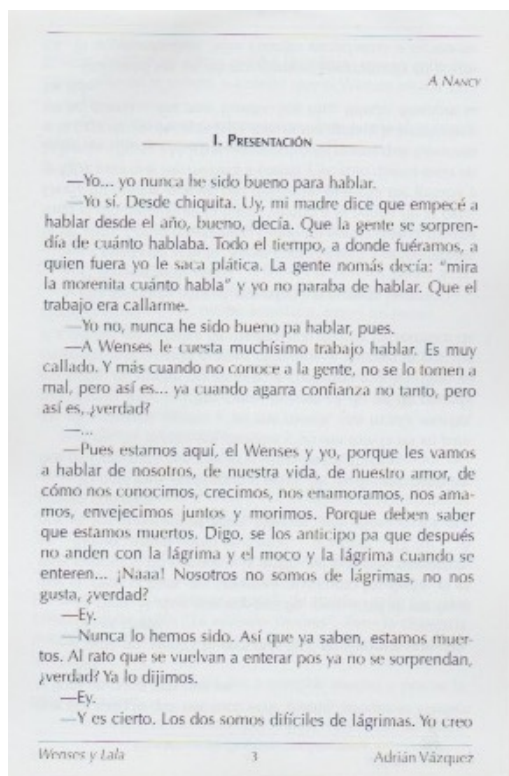 A Nancy
I. Presentación
—Yo... yo nunca he sido bueno para hablar.
—Yo sí. Desde chiquita. Uy, mi madre dice que empecé a
hablar desde el año, bueno, decía. Que la gente se sorpren-
día de cuánto hablaba. Todo el tiempo, a donde fuéramos, a
quien fuera yo le saca plática. La gente nomás decía: “mira
la morenita cuánto habla” y yo no paraba de hablar. Que el
trabajo era callarme.
—Yo no, nunca he sido bueno pa hablar, pues.
—A Wenses le cuesta muchísimo trabajo hablar. Es muy
callado. Y más cuando no conoce a la gente, no se lo tomen a
mal, pero así es... ya cuando agarra confianza no tanto, pero
así es, ¿verdad?
—...
—Pues estamos aquí, el Wenses y yo, porque les vamos
a hablar de nosotros, de nuestra vida, de nuestro amor, de
cómo nos conocimos, crecimos, nos enamoramos, nos ama-
mos, envejecimos juntos y morimos. Porque deben saber
que estamos muertos. Digo, se los anticipo pa que después
no anden con la lágrima y el moco y la lágrima cuando se
enteren... ¡Naaa! Nosotros no somos de lágrimas, no nos
gusta, ¿verdad?
—Ey.
—Nunca lo hemos sido. Así que ya saben, estamos muer-
tos. Al rato que se vuelvan a enterar pos ya no se sorprendan,
¿verdad? Ya lo dijimos.
—Ey.
—Y es cierto. Los dos somos difíciles de lágrimas. Yo creo
Wenses y Lala 3 Adrián Vázquez